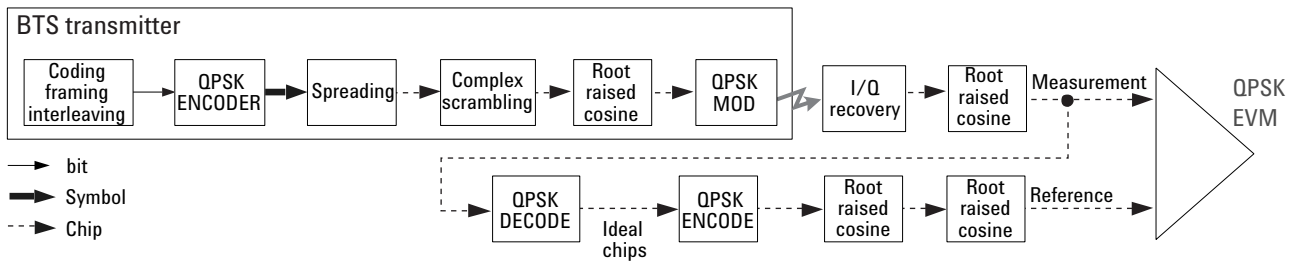 BTS transmitter
Coding
framing
interleaving
QPSK
ENCODER
Spreading
Complex
scrambling
Root
raised
cosine
QPSK
MOD
I/Q
recovery
Root
raised
cosine
Measurement
QPSK
EVM
bit
Symbol
Chip
QPSK
DECODE
Ideal
chips
QPSK
ENCODE
Root
raised
cosine
Root
raised
cosine
Reference